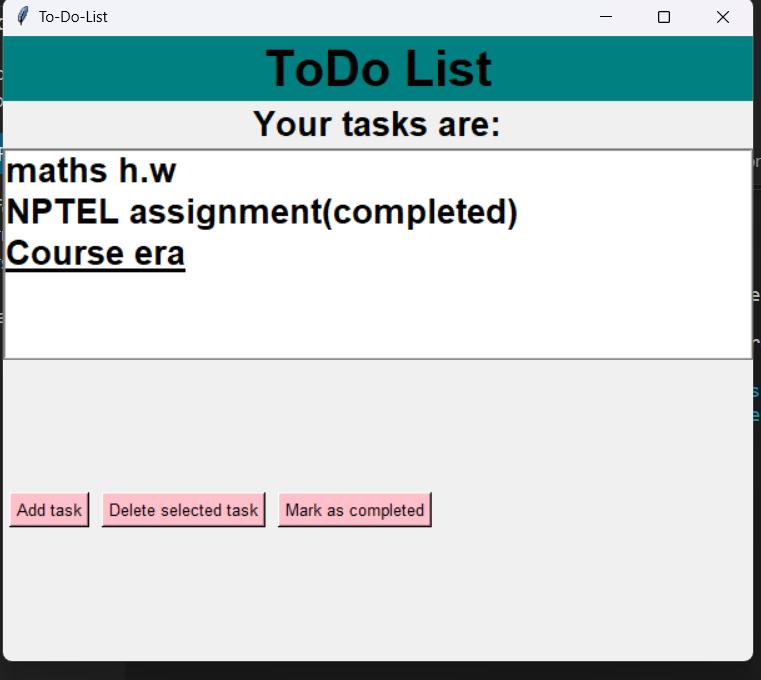 To-Do-List
ToDo List
Your tasks are:
maths h.w
NPTEL assignment(completed)
Course era
Add task Delete selected task Mark as completed